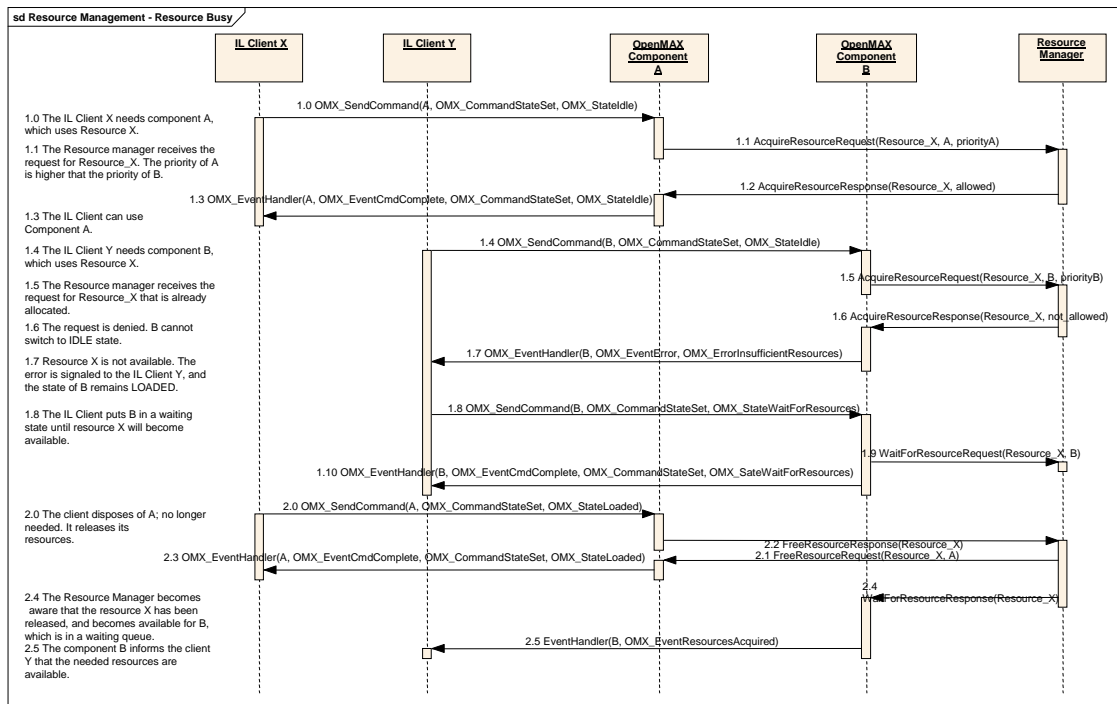 sd Resource Management - Resource Busy
IL Client X
IL Client Y
OpenMAX
Component
A
OpenMAX
Component
B
Resource
Manager
1.0 OMX_SendCommand(A, OMX_CommandStateSet, OMX_StateIdle)
1.0 The IL Client X needs component A,
which uses Resource X.
1.1 AcquireResourceRequest(Resource_X, A, priorityA)
1.1 The Resource manager receives the
request for Resource_X. The priority of A
is higher that the priority of B.
1.2 AcquireResourceResponse(Resource_X, allowed)
1.3 OMX_EventHandler(A, OMX_EventCmdComplete, OMX_CommandStateSet, OMX_StateIdle)
1.3 The IL Client can use
Component A.
1.4 OMX_SendCommand(B, OMX_CommandStateSet, OMX_StateIdle)
1.4 The IL Client Y needs component B,
which uses Resource X.
1.5 AcquireResourceRequest(Resource_X, B, priorityB)
1.5 The Resource manager receives the
request for Resource_X that is already
allocated.
1.6 AcquireResourceResponse(Resource_X, not_allowed)
1.6 The request is denied. B cannot
switch to IDLE state.
1.7 OMX_EventHandler(B, OMX_EventError, OMX_ErrorInsufficientResources)
1.7 Resource X is not available. The
error is signaled to the IL Client Y, and
the state of B remains LOADED.
1.8 OMX_SendCommand(B, OMX_CommandStateSet, OMX_StateWaitForResources)
1.8 The IL Client puts B in a waiting
state until resource X will become
available.
1.9 WaitForResourceRequest(Resource_X, B)
1.10 OMX_EventHandler(B, OMX_EventCmdComplete, OMX_CommandStateSet, OMX_SateWaitForResources)
2.0 OMX_SendCommand(A, OMX_CommandStateSet, OMX_StateLoaded)
2.0 The client disposes of A; no longer
needed. It releases its
resources.
2.2 FreeResourceResponse(Resource_X)
2.1 FreeResourceRequest(Resource_X, A)
2.3 OMX_EventHandler(A, OMX_EventCmdComplete, OMX_CommandStateSet, OMX_StateLoaded)
2.4
WaitForResourceResponse(Resource_X)
2.4 The Resource Manager becomes
aware that the resource X has been
released, and becomes available for B,
which is in a waiting queue.
2.5 EventHandler(B, OMX_EventResourcesAcquired)
2.5 The component B informs the client
Y that the needed resources are
available.